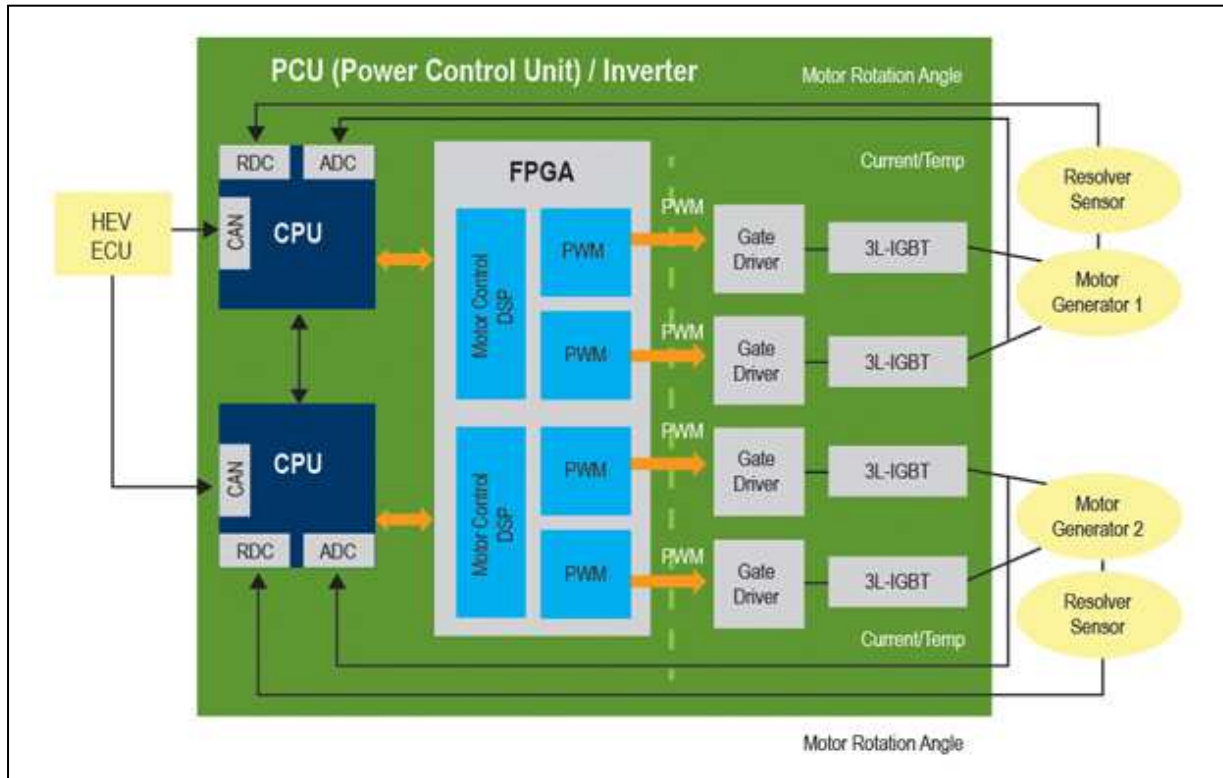 PCU (Power Control Unit) / Inverter
Motor Rotation Angle
RDC
ADC
FPGA
Current/Temp
Resolver
Sensor
HEV
ECU
CAN
CPU
Motor Control
DSP
PWM
PWM
Gate
Driver
3L-IGBT
Motor
Generator 1
PWM
PWM
Gate
Driver
3L-IGBT
CAN
CPU
RDC
ADC
Motor Control
DSP
PWM
PWM
Gate
Driver
3L-IGBT
Motor
Generator 2
PWM
PWM
Gate
Driver
3L-IGBT
Resolver
Sensor
Current/Temp
Motor Rotation Angle